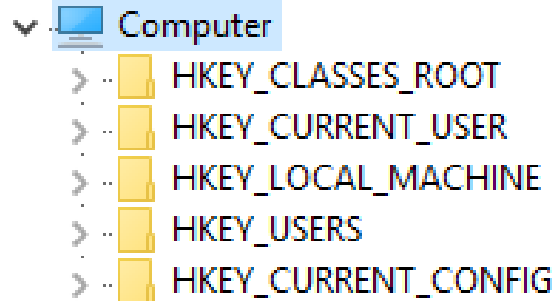 Computer
HKEY_CLASSES_ROOT
HKEY_CURRENT_USER
HKEY_LOCAL_MACHINE
HKEY_USERS
HKEY_CURRENT_CONFIG